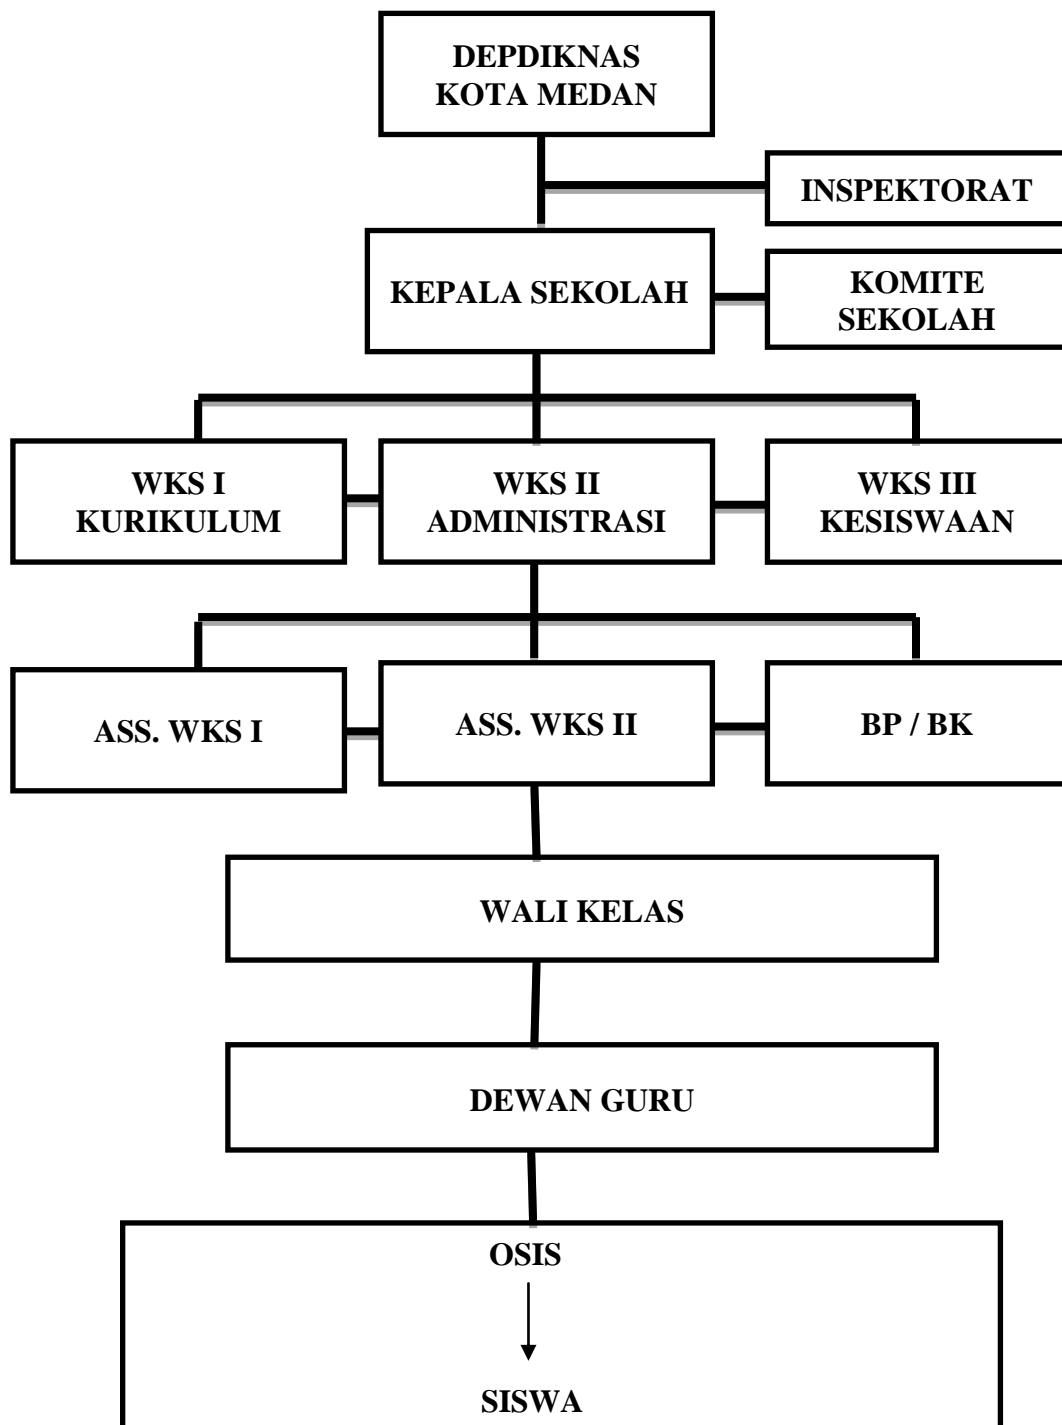 DEPDIKNAS
KOTA MEDAN
INSPEKTORAT
KEPALA SEKOLAH
KOMITE
SEKOLAH
WKS I
KURIKULUM
WKS II
ADMINISTRASI
WKS III
KESISWAAN
ASS. WKS I
ASS. WKS II
BP / BK
WALI KELAS
DEWAN GURU
OSIS
SISWA